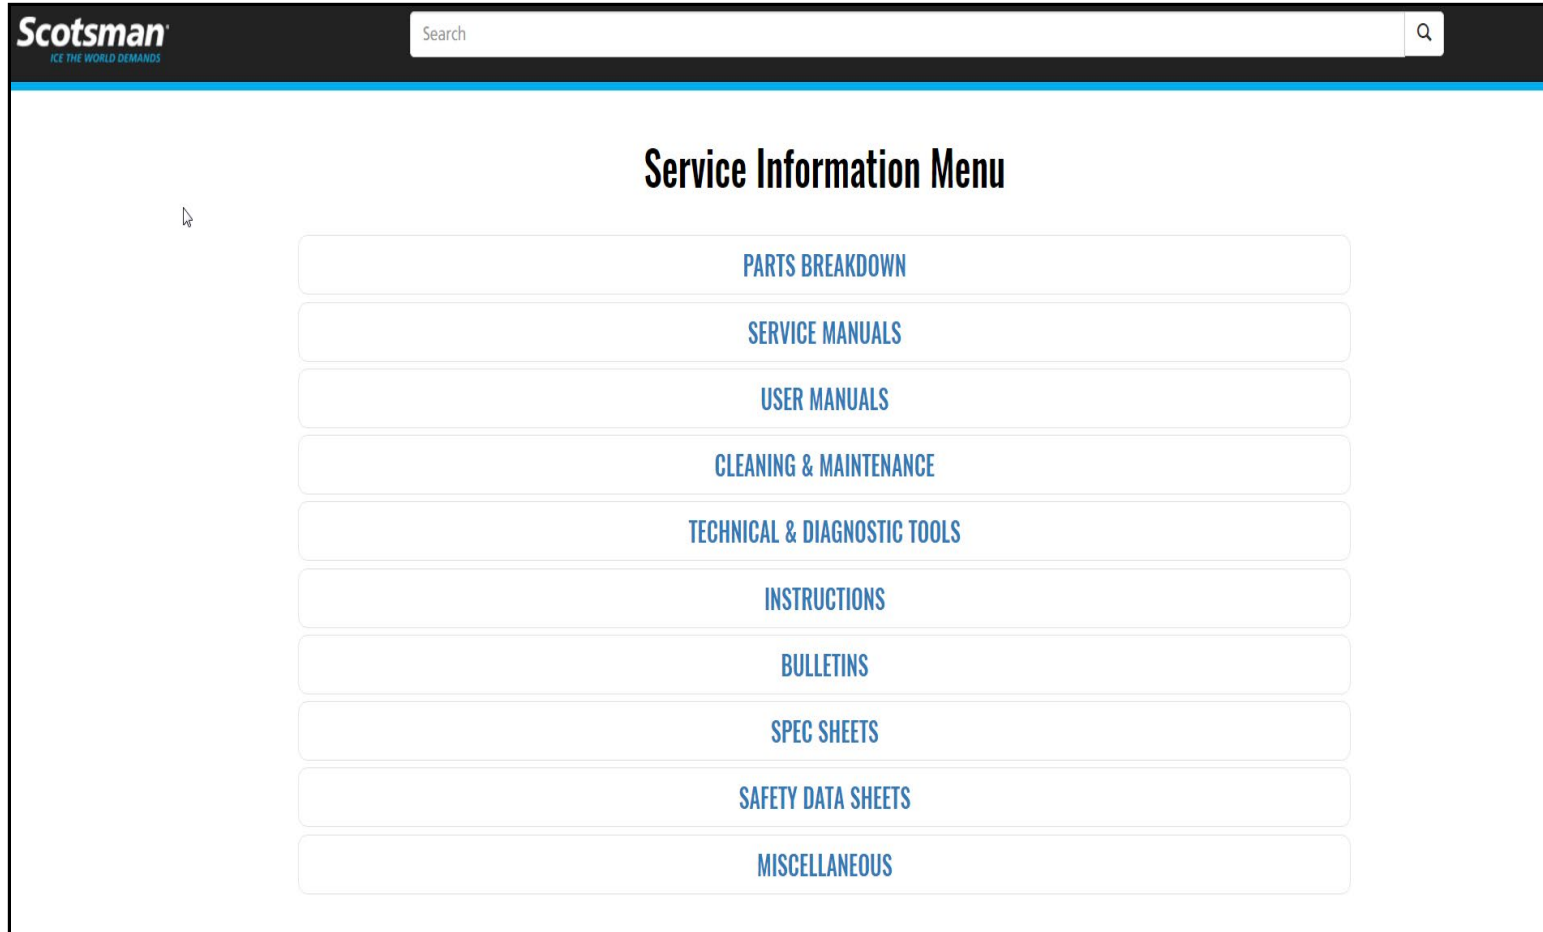 Scotsman
ICE THE WORLD DEMANDS
Search
Service Information Menu
PARTS BREAKDOWN
SERVICE MANUALS
USER MANUALS
CLEANING & MAINTENANCE
TECHNICAL & DIAGNOSTIC TOOLS
INSTRUCTIONS
BULLETINS
SPEC SHEETS
SAFETY DATA SHEETS
MISCELLANEOUS